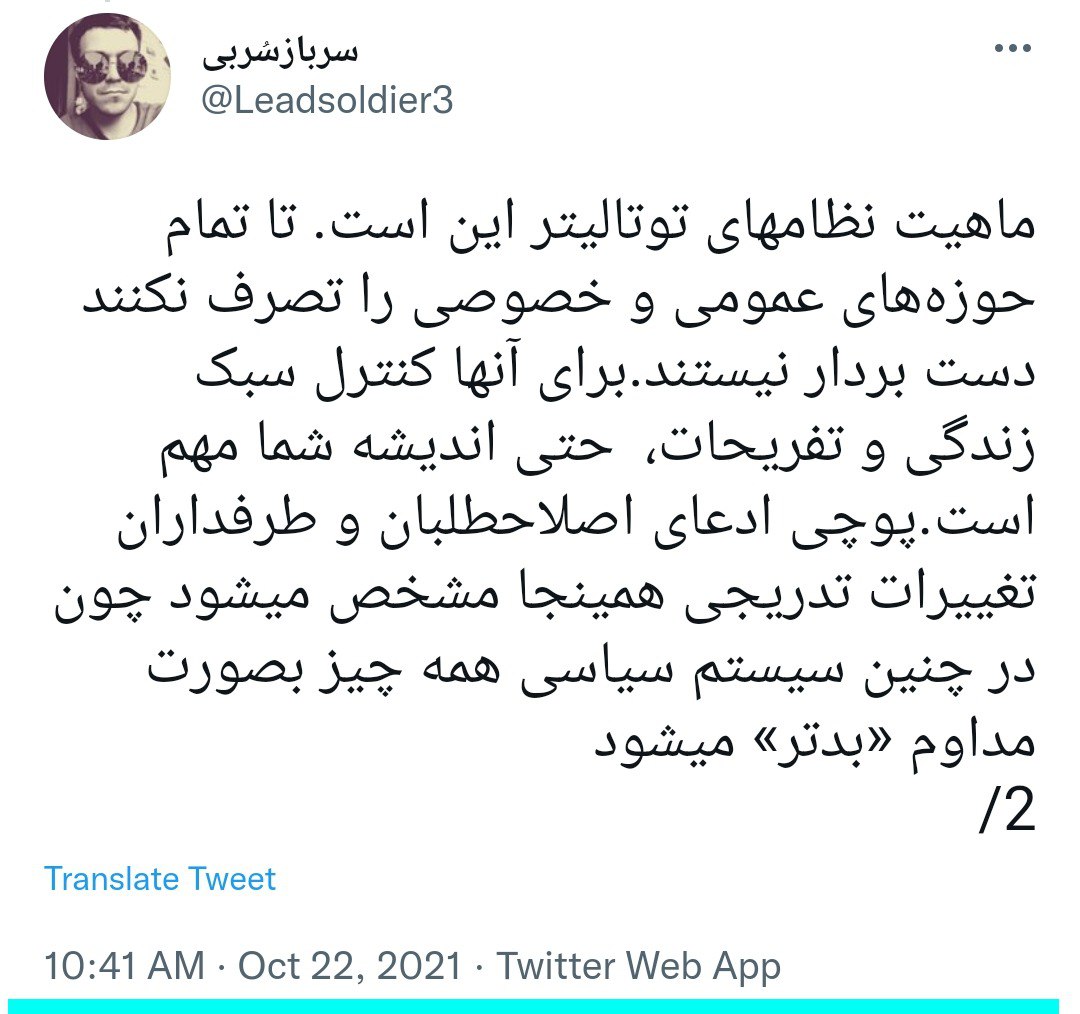 سربازسُربی
@Leadsoldier3
ماهیت نظامهای توتالیتر این است. تا تمام
حوزه‌های عمومی و خصوصی را تصرف نکنند
دست بردار نیستند.برای آنها کنترل سبک
زندگی و تفریحات،  حتی اندیشه شما مهم
است.پوچی ادعای اصلاحطلبان و طرفداران
تغییرات تدریجی همینجا مشخص میشود چون
در چنین سیستم سیاسی همه چیز بصورت
مداوم «بدتر» میشود
/2
Translate Tweet
10:41 AM · Oct 22, 2021 · Twitter Web App